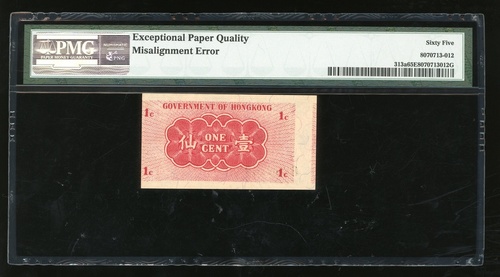 PMG
PAPER MONEY GUARANTY
PNG
Exceptional Paper Quality
Misalignment Error
Sixty Five
8070713-012
313a65E8070713012G
GOVERNMENT OF HONGKONG
1c 1c
仙 ONE CENT 壹
1c 1c